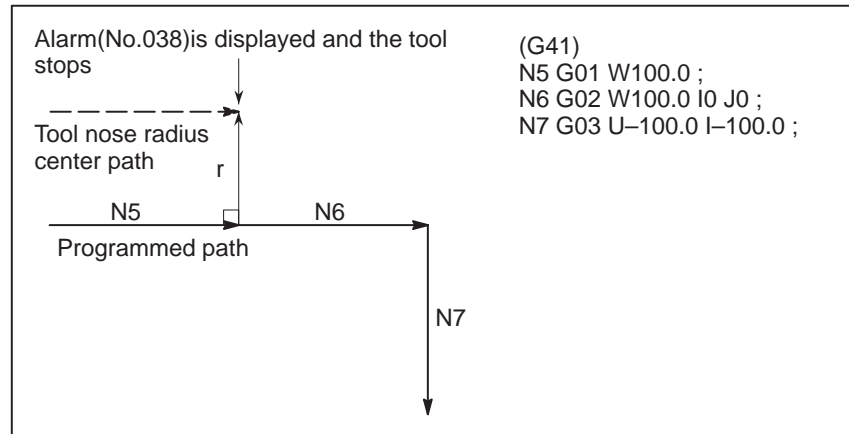 Alarm(No.038)is displayed and the tool
stops
(G41)
N5 G01 W100.0 ;
N6 G02 W100.0 I0 J0 ;
N7 G03 U–100.0 I–100.0 ;
Tool nose radius
center path
r
N5
N6
Programmed path
N7